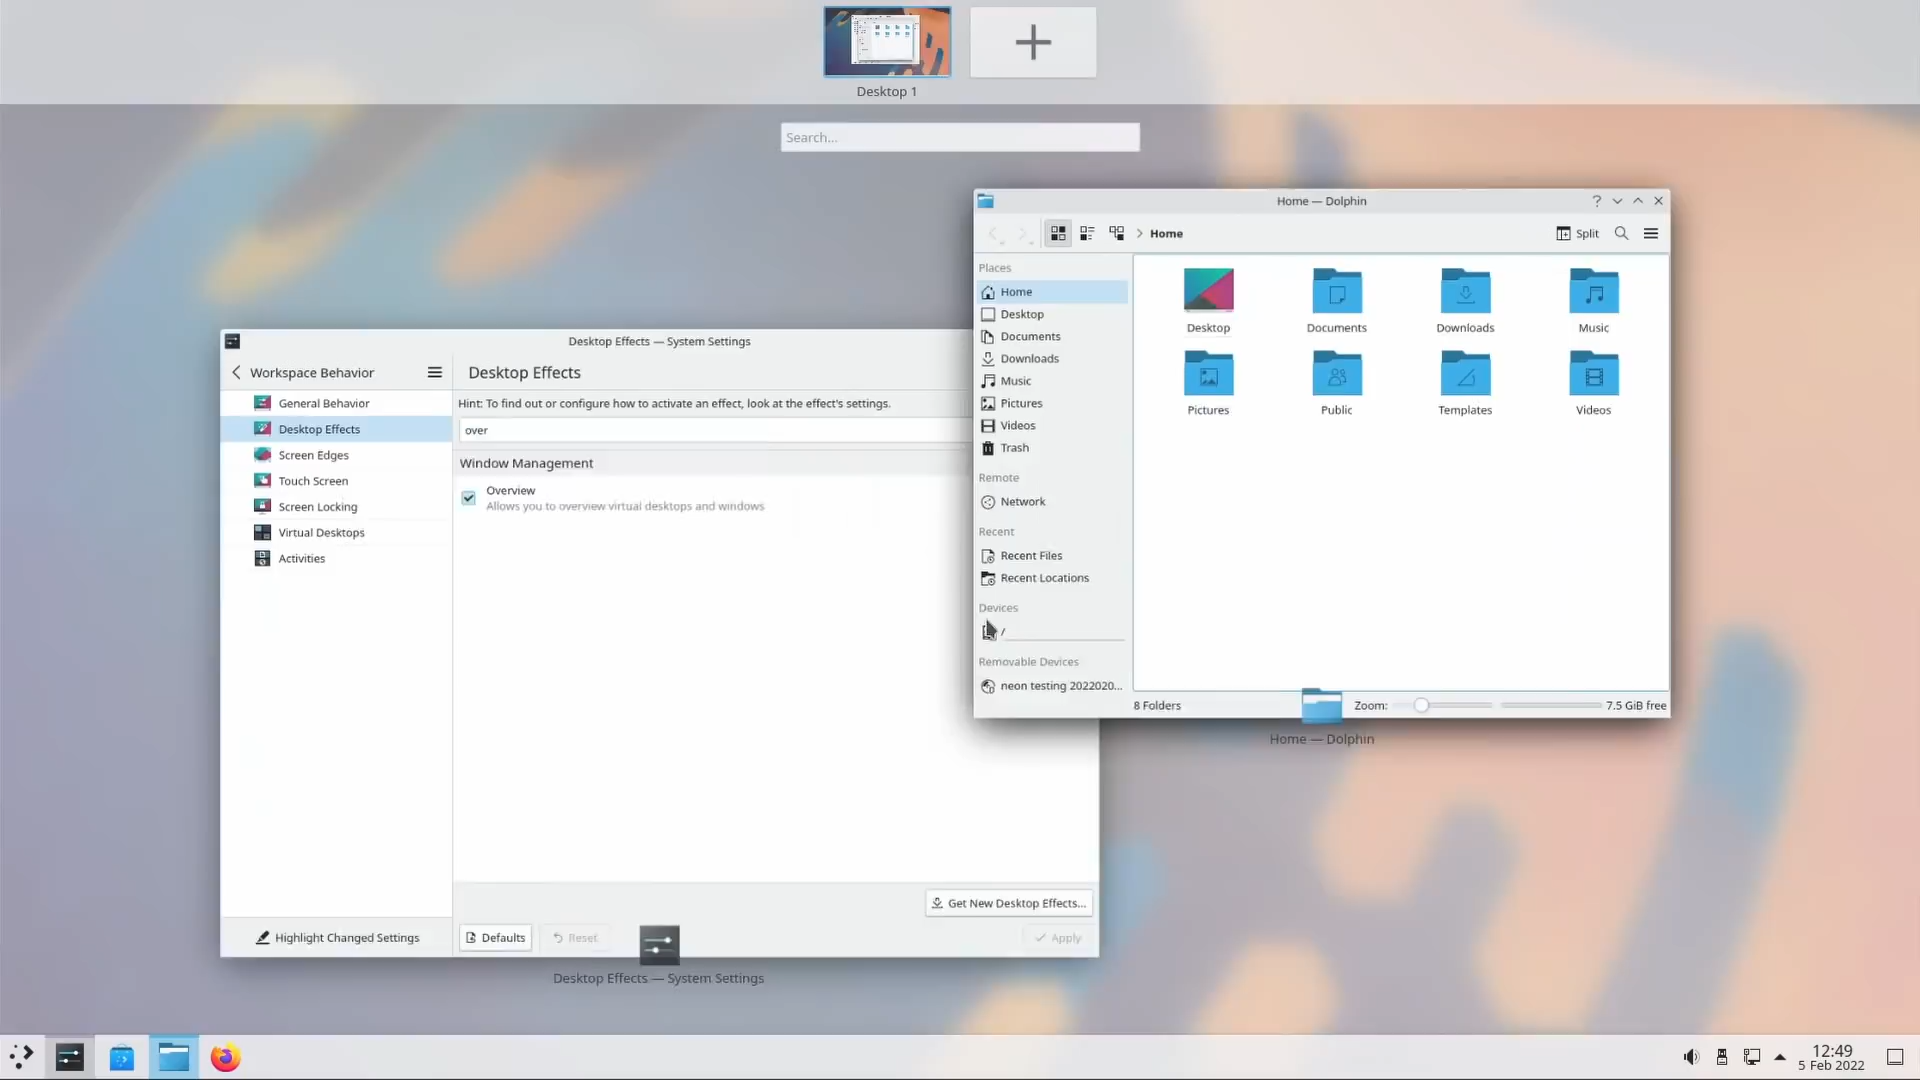 Desktop 1
Search...
Home — Dolphin
Home
Split
Places
Home
Desktop
Documents
Downloads
Music
Pictures
Videos
Trash
Remote
Network
Recent
Recent Files
Recent Locations
Devices
/
Removable Devices
neon testing 2022020...
Desktop
Documents
Downloads
Music
Pictures
Public
Templates
Videos
8 Folders
Zoom:
7.5 GiB free
Home — Dolphin
Desktop Effects — System Settings
Workspace Behavior
General Behavior
Desktop Effects
Screen Edges
Touch Screen
Screen Locking
Virtual Desktops
Activities
Highlight Changed Settings
Desktop Effects
Hint: To find out or configure how to activate an effect, look at the effect's settings.
over
Window Management
Overview
Allows you to overview virtual desktops and windows
Get New Desktop Effects...
Defaults
Reset
Apply
Desktop Effects — System Settings
12:49
5 Feb 2022